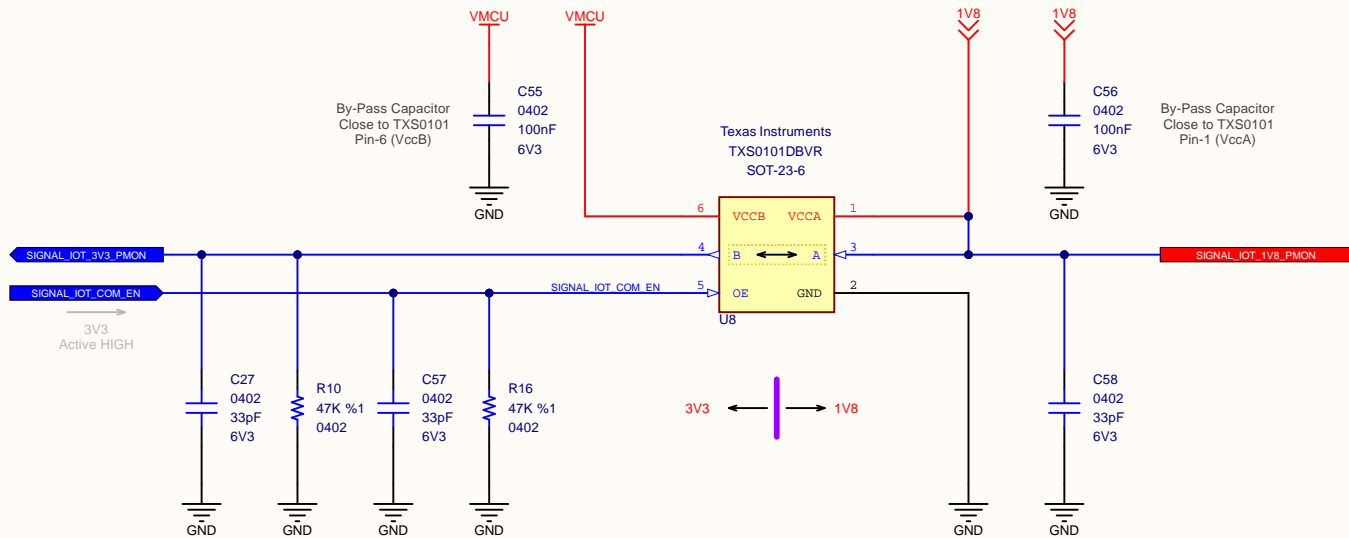 VMCU
VMCU
1V8
1V8
By-Pass Capacitor
Close to TXS0101
Pin-6 (VccB)
C55
0402
100nF
6V3
Texas Instruments
TXS0101DBVR
SOT-23-6
C56
0402
100nF
6V3
By-Pass Capacitor
Close to TXS0101
Pin-1 (VccA)
GND
GND
6 VCCB VCCA 1
SIGNAL_IOT_3V3_PMON
4 B A 3
SIGNAL_IOT_1V8_PMON
SIGNAL_IOT_COM_EN
SIGNAL_IOT_COM_EN
5 OE GND 2
U8
3V3
Active HIGH
C27
0402
33pF
6V3
R10
47K %1
0402
C57
0402
33pF
6V3
R16
47K %1
0402
3V3
1V8
C58
0402
33pF
6V3
GND
GND
GND
GND
GND
GND